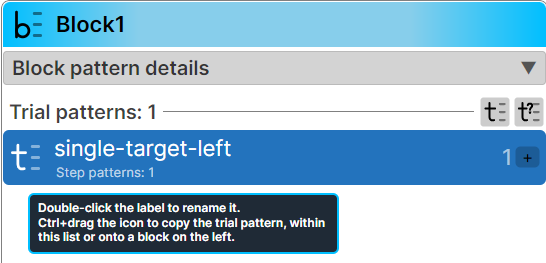 b Block1
Block pattern details
Trial patterns: 1
t t?
t single-target-left 1 +
Step patterns: 1
Double-click the label to rename it.
Ctrl+drag the icon to copy the trial pattern, within
this list or onto a block on the left.